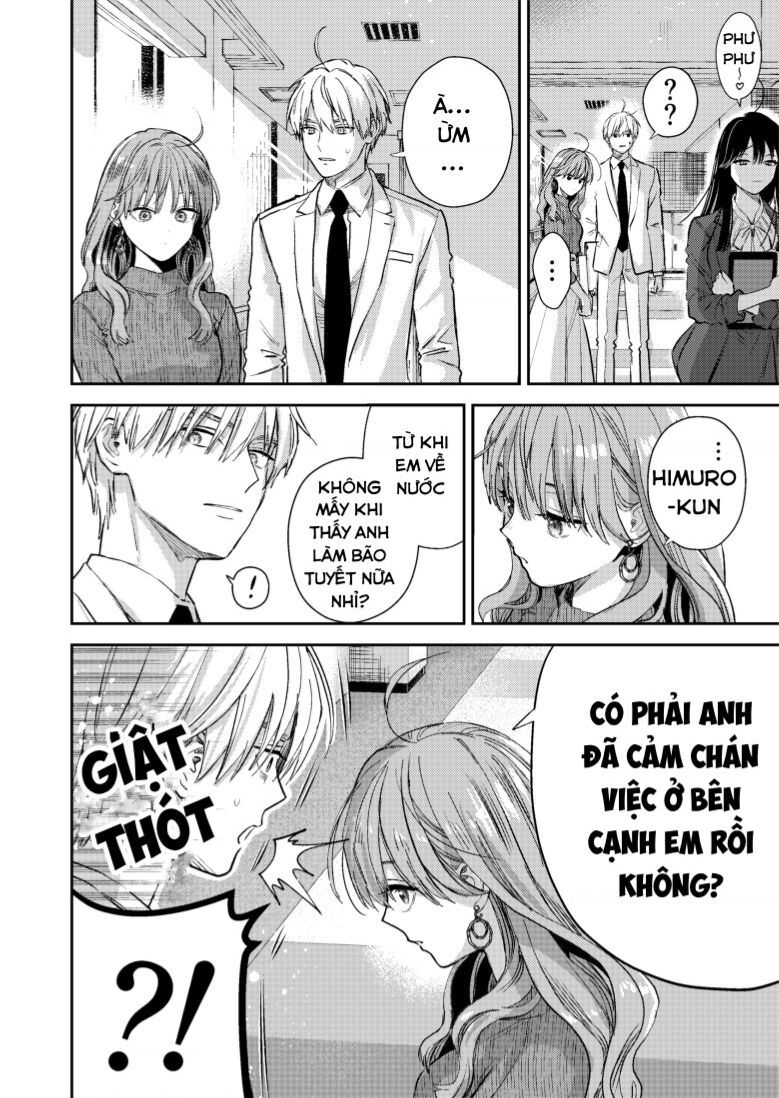 PHƯ
PHƯ
~♡
?
?
...
À...
ỪM
...
...
HIMURO
-KUN
TỪ KHI
EM VỀ
NƯỚC
KHÔNG
MẤY KHI
THẤY ANH
LÀM BÃO
TUYẾT NỮA
NHỈ?
!
CÓ PHẢI ANH
ĐÃ CẢM CHÁN
VIỆC Ở BÊN
CẠNH EM RỒI
KHÔNG?
GIẬT
THÓT
?!